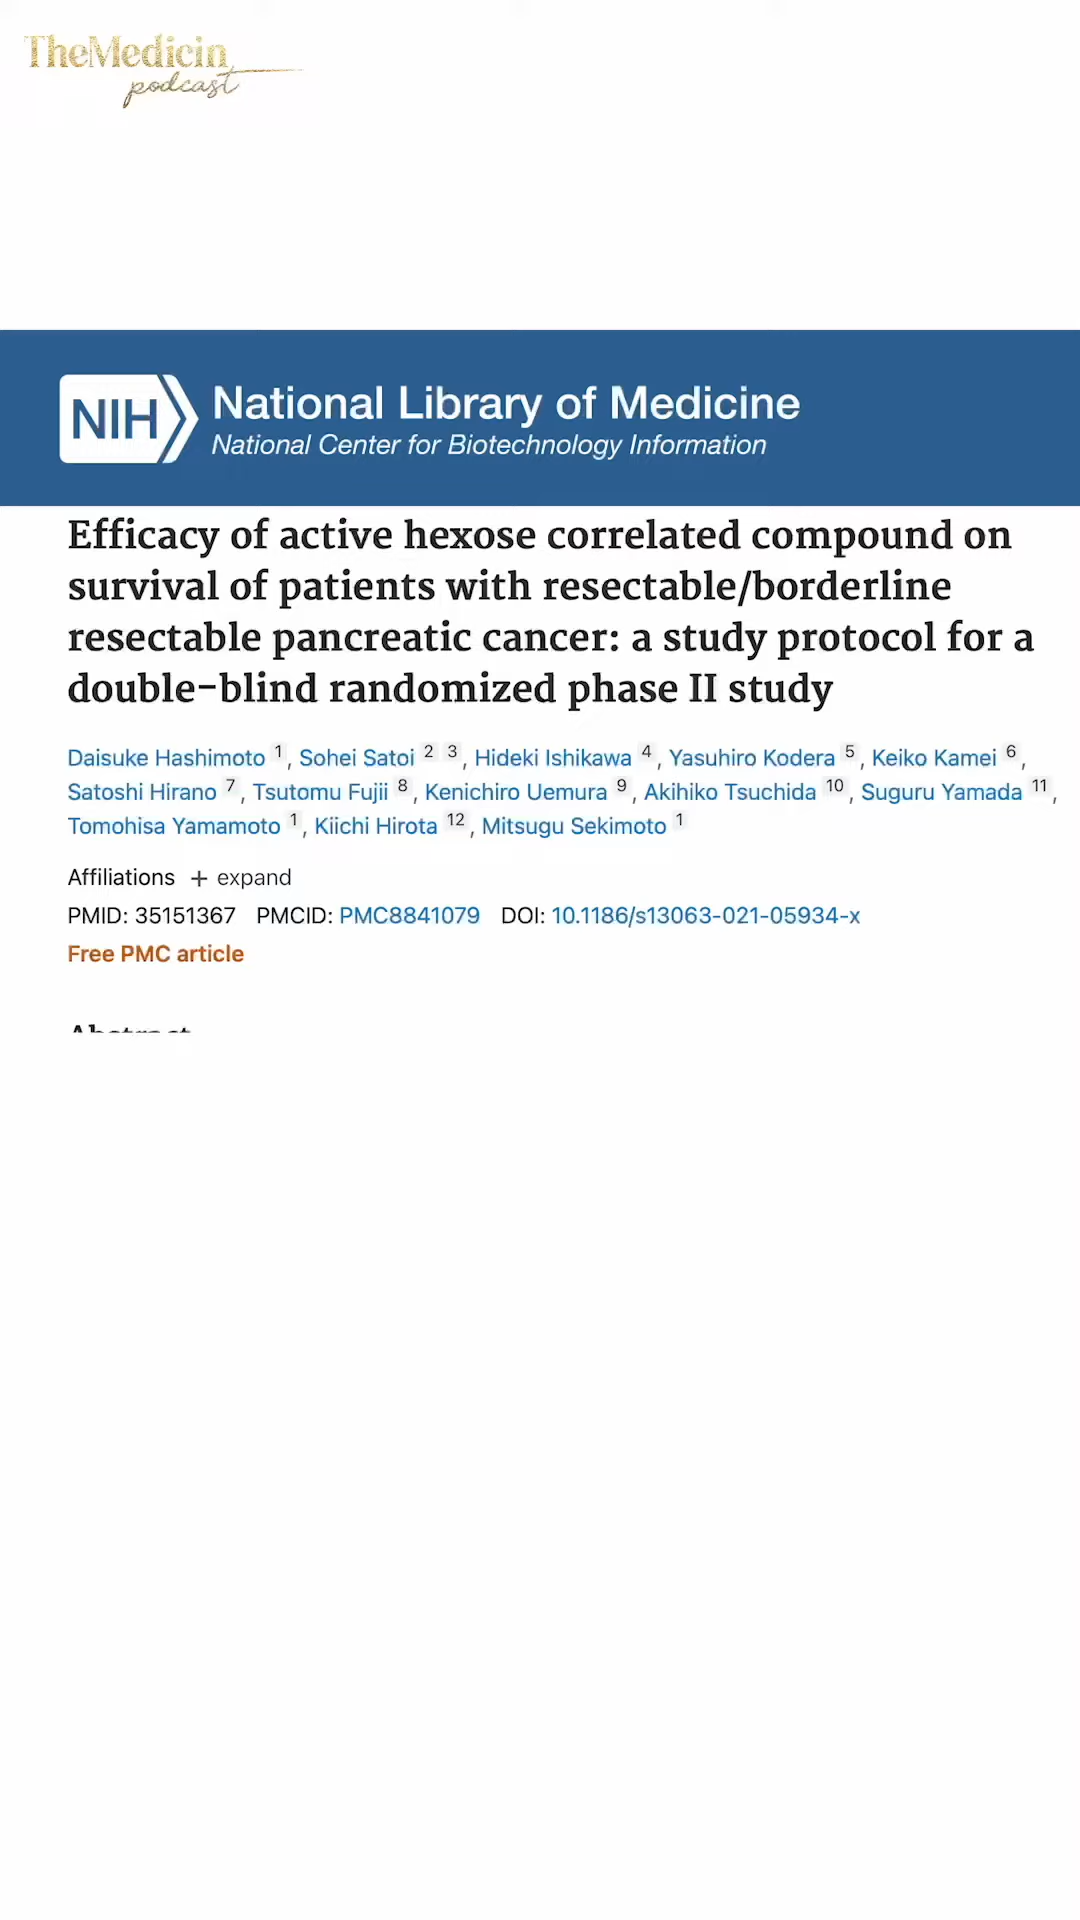 TheMedicin
podcast
NIH
National Library of Medicine
National Center for Biotechnology Information
Efficacy of active hexose correlated compound on
survival of patients with resectable/borderline
resectable pancreatic cancer: a study protocol for a
double-blind randomized phase II study
Daisuke Hashimoto 1, Sohei Satoi 2 3, Hideki Ishikawa 4, Yasuhiro Kodera 5, Keiko Kamei 6,
Satoshi Hirano 7, Tsutomu Fujii 8, Kenichiro Uemura 9, Akihiko Tsuchida 10, Suguru Yamada 11,
Tomohisa Yamamoto 1, Kiichi Hirota 12, Mitsugu Sekimoto 1
Affiliations + expand
PMID: 35151367 PMCID: PMC8841079 DOI: 10.1186/s13063-021-05934-x
Free PMC article
Abstract